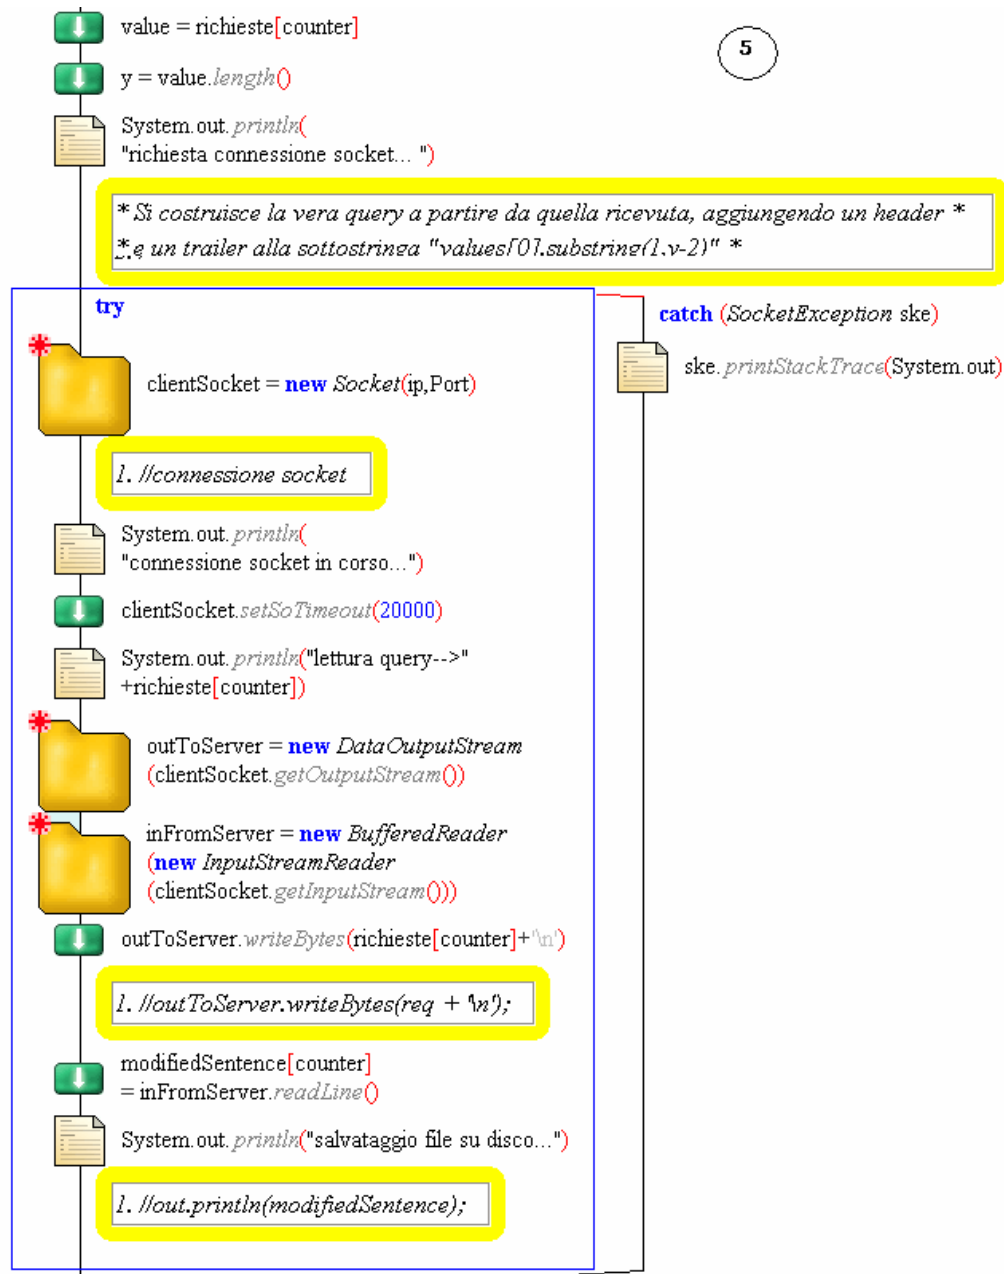 value = richieste[counter]
5
y = value.length()
System.out.println(
"richiesta connessione socket... ")
* Si costruisce la vera query a partire da quella ricevuta, aggiungendo un header *
* e un trailer alla sottostringa "values[0].substring(1,y-2)" *
try
catch (SocketException ske)
ske.printStackTrace(System.out)
clientSocket = new Socket(ip,Port)
1. //connessione socket
System.out.println(
"connessione socket in corso...")
clientSocket.setSoTimeout(20000)
System.out.println("lettura query-->"
+richieste[counter])
outToServer = new DataOutputStream
(clientSocket.getOutputStream())
inFromServer = new BufferedReader
(new InputStreamReader
(clientSocket.getInputStream()))
outToServer.writeBytes(richieste[counter]+'\n')
1. //outToServer.writeBytes(req + '\n');
modifiedSentence[counter]
= inFromServer.readLine()
System.out.println("salvataggio file su disco...")
1. //out.println(modifiedSentence);